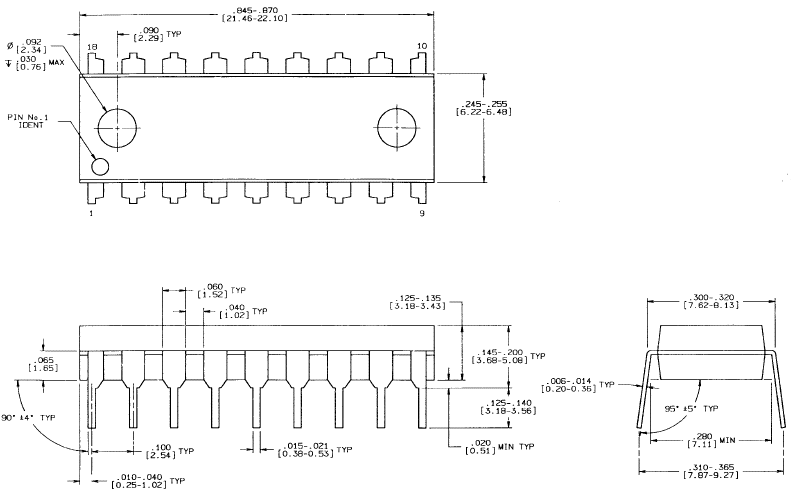 .845-.870
[21.46-22.10]
.090
[2.29] TYP
Ø .092
[2.34]
↧ .030
[0.76] MAX
18
10
.245-.255
[6.22-6.48]
PIN No.1
IDENT
1
9
.060
[1.52] TYP
.040
[1.02] TYP
.125-.135
[3.18-3.43]
.300-.320
[7.62-8.13]
.065
[1.65]
.145-.200
[3.68-5.08] TYP
.006-.014
[0.20-0.36] TYP
90° ±4° TYP
.125-.140
[3.18-3.56]
95° ±5° TYP
.100
[2.54] TYP
.015-.021
[0.38-0.53] TYP
.020
[0.51] MIN TYP
.280
[7.11] MIN
.010-.040
[0.25-1.02] TYP
.310-.365
[7.87-9.27]